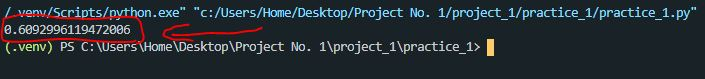 /.venv/Scripts/python.exe" "c:/Users/Home/Desktop/Project No. 1/project_1/practice_1/practice_1.py"
0.6092996119472006
(.venv) PS C:\Users\Home\Desktop\Project No. 1\project_1\practice_1>